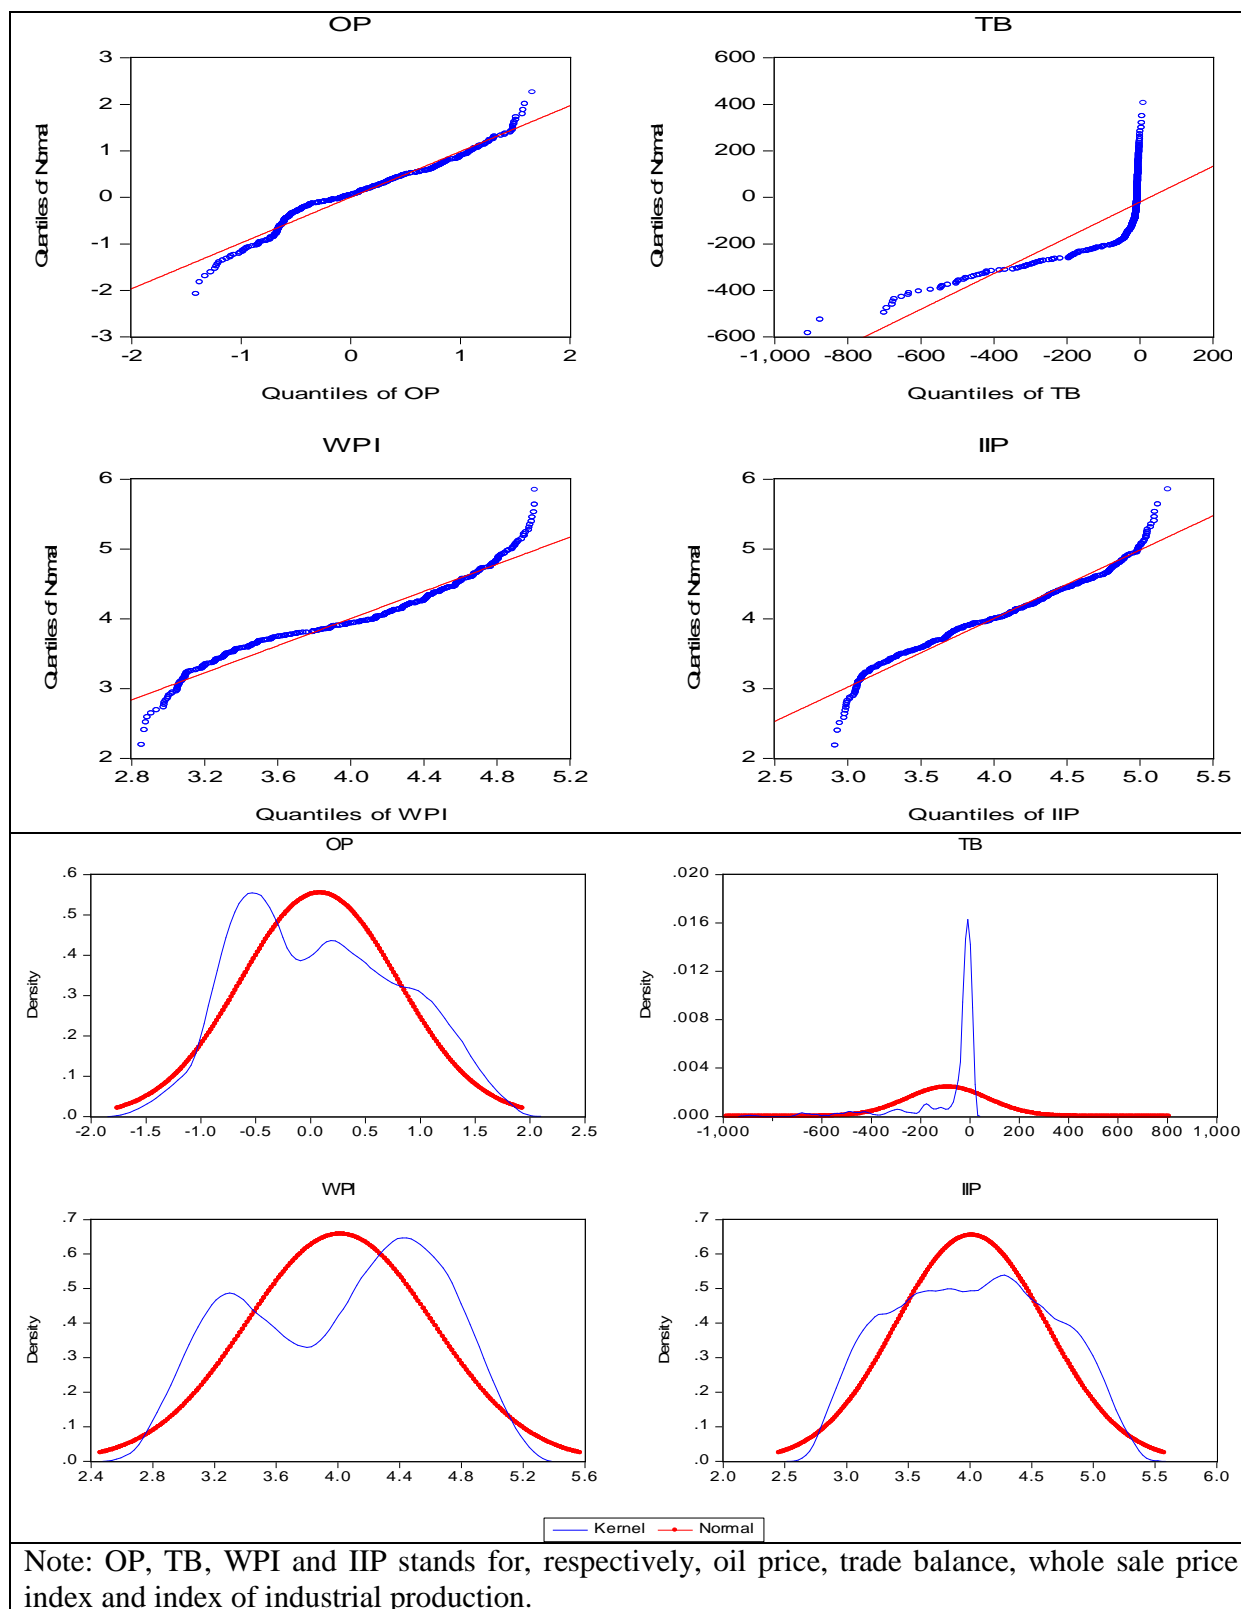 OP
TB
3
2
1
0
-1
-2
-3
Quantiles of Normal
-2 -1 0 1 2
Quantiles of OP
600
400
200
0
-200
-400
-600
Quantiles of Normal
-1,000 -800 -600 -400 -200 0 200
Quantiles of TB
WPI
IIP
6
5
4
3
2
Quantiles of Normal
2.8 3.2 3.6 4.0 4.4 4.8 5.2
Quantiles of WPI
6
5
4
3
2
Quantiles of Normal
2.5 3.0 3.5 4.0 4.5 5.0 5.5
Quantiles of IIP
OP
TB
.6
.5
.4
.3
.2
.1
.0
Density
-2.0 -1.5 -1.0 -0.5 0.0 0.5 1.0 1.5 2.0 2.5
.020
.016
.012
.008
.004
.000
Density
-1,000 -600 -400 -200 0 200 400 600 800 1,000
WPI
IIP
.7
.6
.5
.4
.3
.2
.1
.0
Density
2.4 2.8 3.2 3.6 4.0 4.4 4.8 5.2 5.6
.7
.6
.5
.4
.3
.2
.1
.0
Density
2.0 2.5 3.0 3.5 4.0 4.5 5.0 5.5 6.0
Kernel Normal
Note: OP, TB, WPI and IIP stands for, respectively, oil price, trade balance, whole sale price
index and index of industrial production.